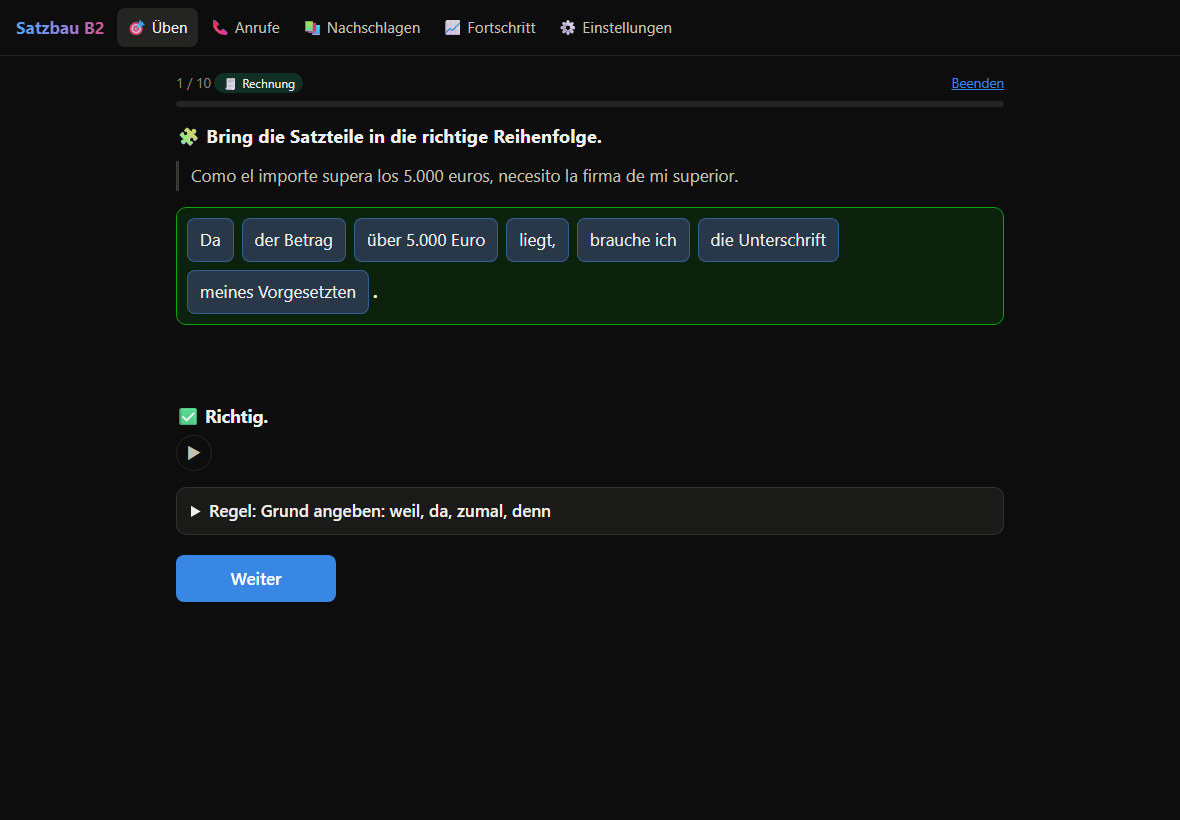 Satzbau B2 Üben Anrufe Nachschlagen Fortschritt Einstellungen
1 / 10 Rechnung Beenden
Bring die Satzteile in die richtige Reihenfolge.
Como el importe supera los 5.000 euros, necesito la firma de mi superior.
Da der Betrag über 5.000 Euro liegt, brauche ich die Unterschrift
meines Vorgesetzten .
Richtig.
Regel: Grund angeben: weil, da, zumal, denn
Weiter